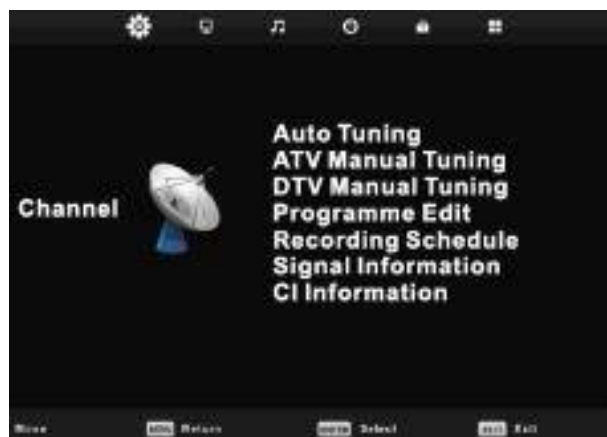 Auto Tuning
ATV Manual Tuning
DTV Manual Tuning
Channel
Programme Edit
Recording Schedule
Signal Information
CI Information
Return
Select
Exit